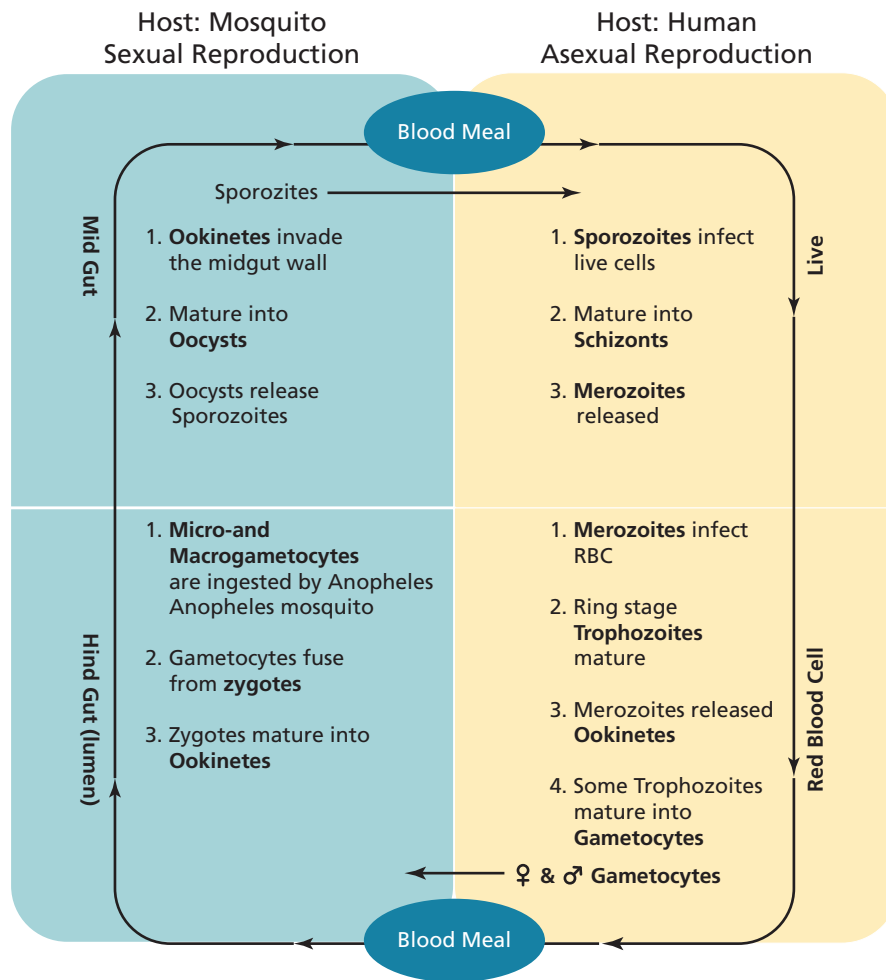 Host: Mosquito
Sexual Reproduction
Host: Human
Asexual Reproduction
Blood Meal
Sporozites
Mid Gut
1. Ookinetes invade
the midgut wall
2. Mature into
Oocysts
3. Oocysts release
Sporozoites
1. Sporozoites infect
live cells
2. Mature into
Schizonts
3. Merozoites
released
Live
Hind Gut (lumen)
1. Micro-and
Macrogametocytes
are ingested by Anopheles
Anopheles mosquito
2. Gametocytes fuse
from zygotes
3. Zygotes mature into
Ookinetes
1. Merozoites infect
RBC
2. Ring stage
Trophozoites
mature
3. Merozoites released
Ookinetes
4. Some Trophozoites
mature into
Gametocytes
Red Blood Cell
♀ & ♂ Gametocytes
Blood Meal